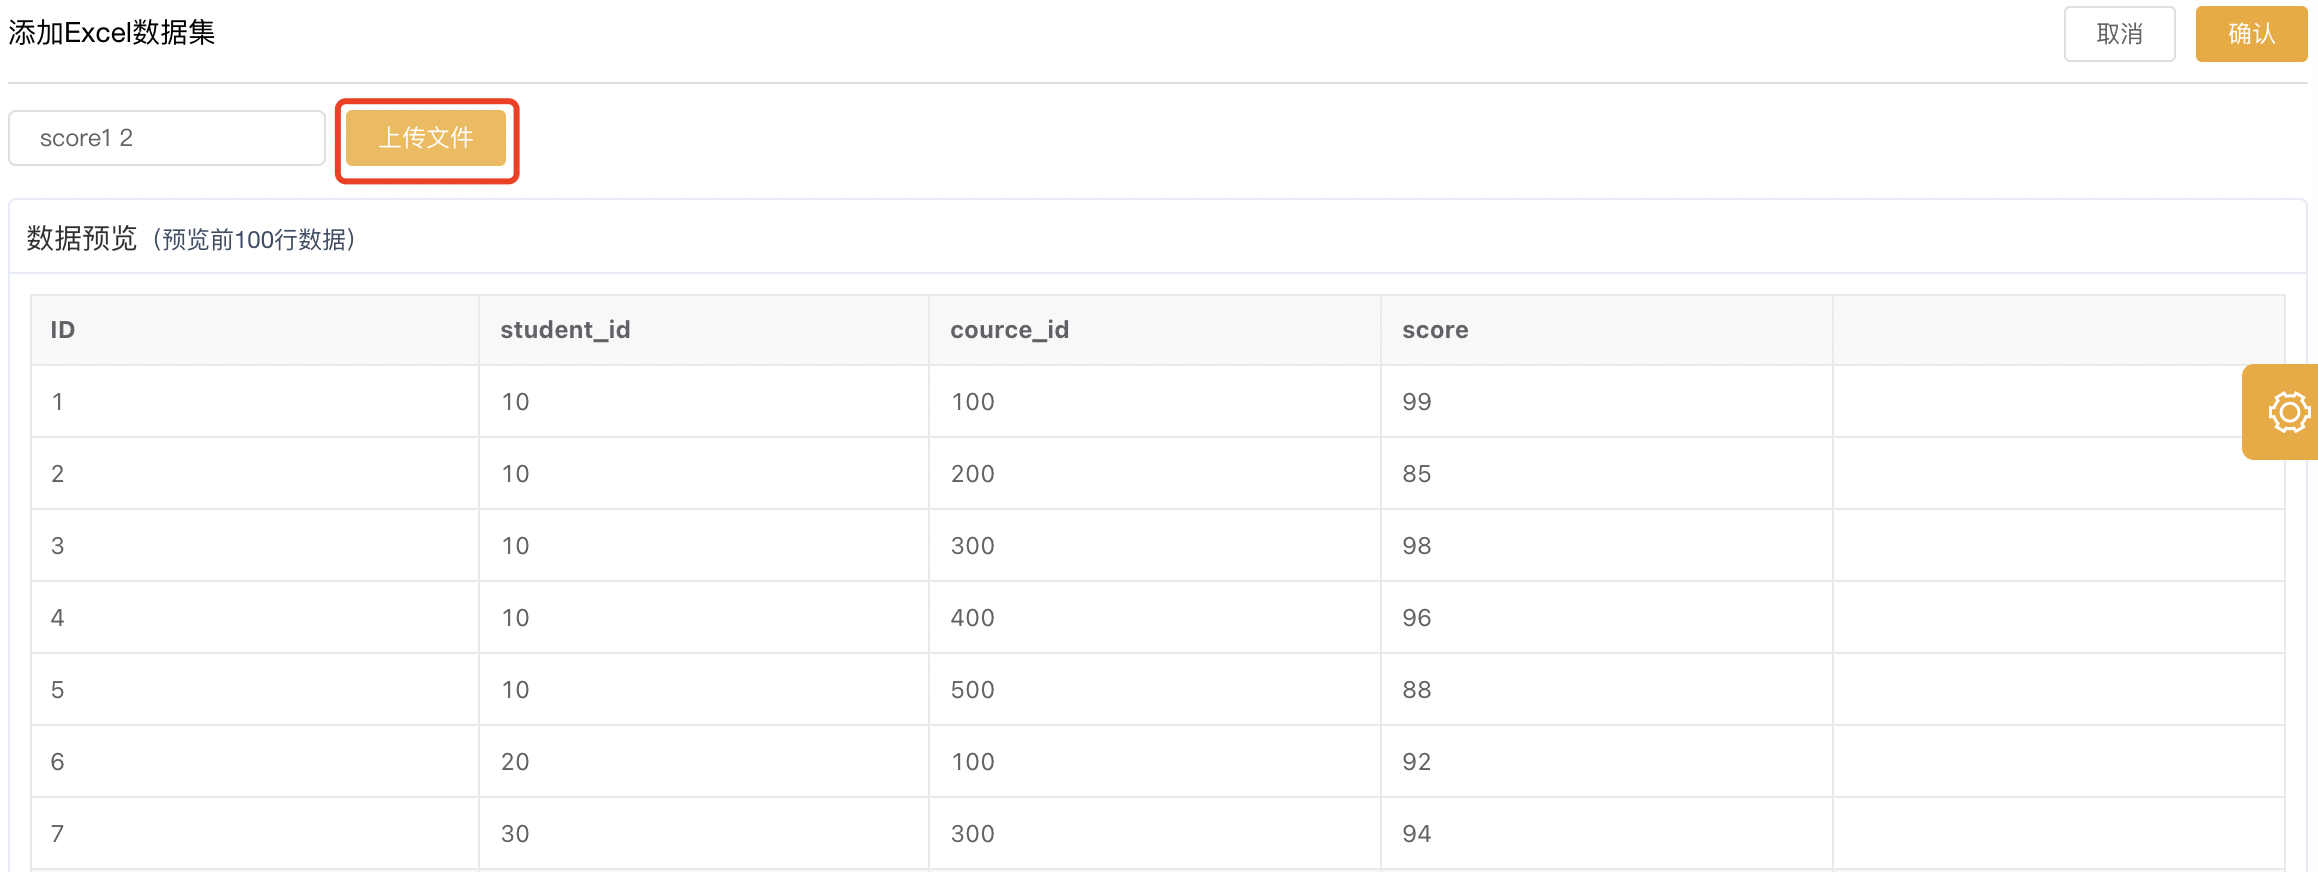 添加Excel数据集
取消
确认
score1 2
上传文件
数据预览（预览前100行数据）
ID student_id cource_id score
1 10 100 99
2 10 200 85
3 10 300 98
4 10 400 96
5 10 500 88
6 20 100 92
7 30 300 94